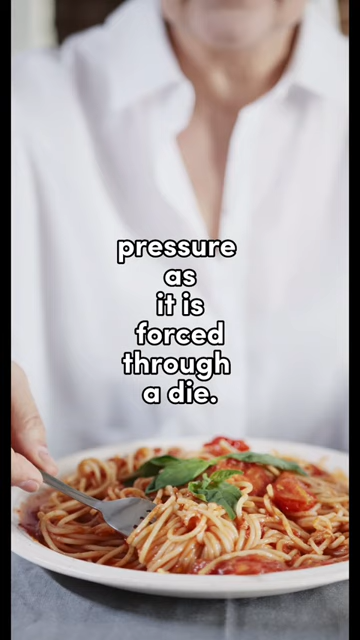 pressure
as
it is
forced
through
a die.